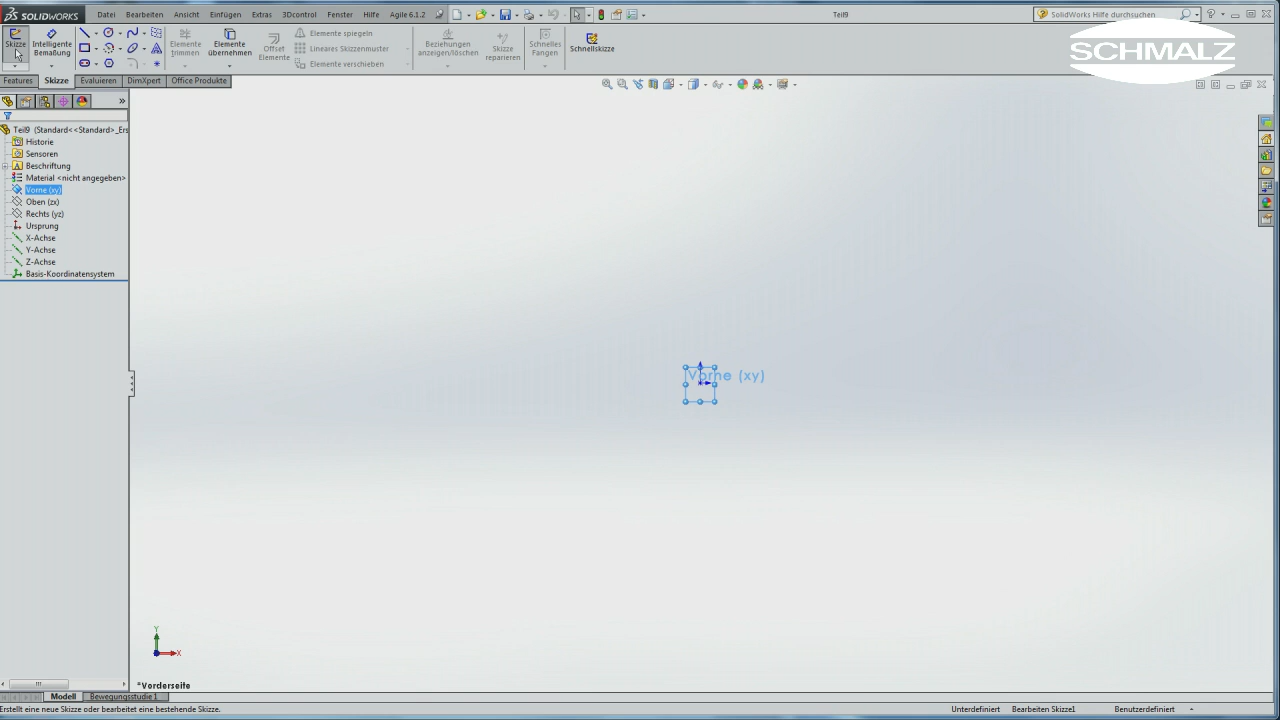 SOLIDWORKS
Datei Bearbeiten Ansicht Einfügen Extras 3Dcontrol Fenster Hilfe Agile 6.1.2
Teil9
SolidWorks Hilfe durchsuchen
SCHMALZ
Skizze
Intelligente Bemaßung
Elemente trimmen
Elemente übernehmen
Offset Elemente
Elemente spiegeln
Lineares Skizzenmuster
Elemente verschieben
Beziehungen anzeigen/löschen
Skizze reparieren
Schnelles Fangen
Schnellskizze
Features Skizze Evaluieren DimXpert Office Produkte
Teil9 (Standard<<Standard>_Ers
Historie
Sensoren
Beschriftung
Material <nicht angegeben>
Vorne (xy)
Oben (zx)
Rechts (yz)
Ursprung
X-Achse
Y-Achse
Z-Achse
Basis-Koordinatensystem
Vorne (xy)
Y
X
*Vorderseite
Modell Bewegungsstudie 1
Erstellt eine neue Skizze oder bearbeitet eine bestehende Skizze.
Unterdefiniert Bearbeiten Skizze1 Benutzerdefiniert